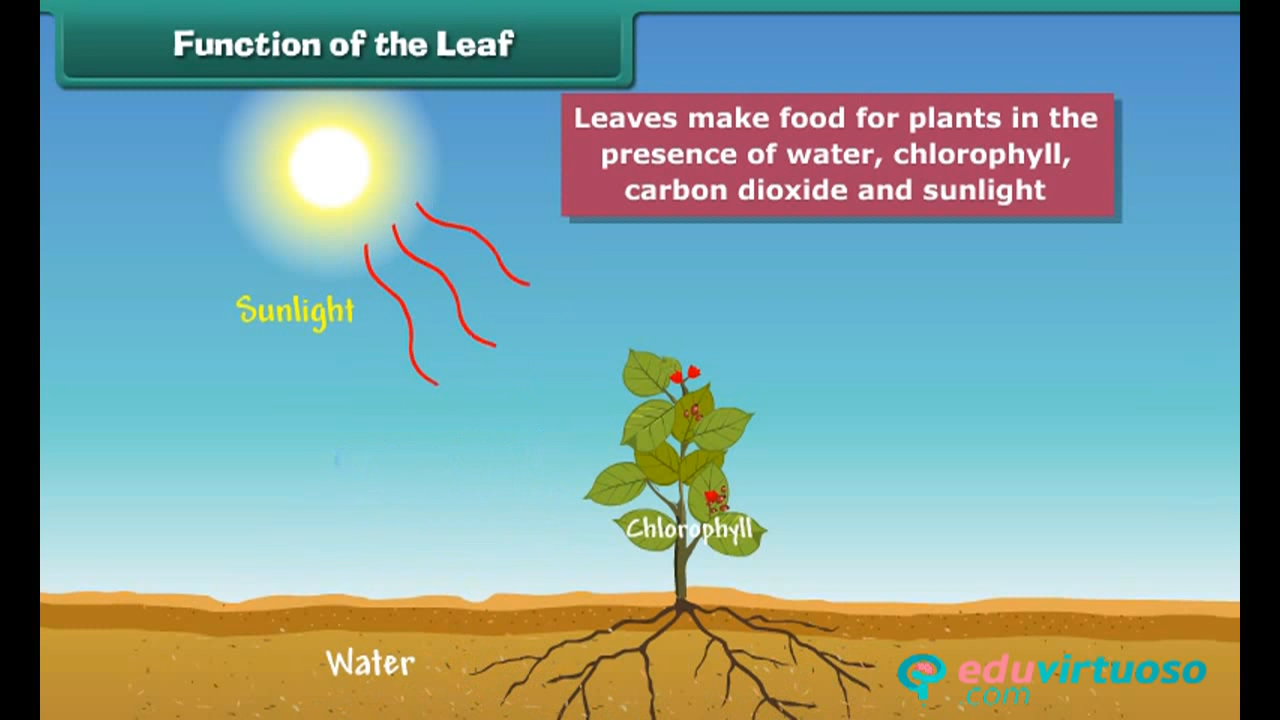 Function of the Leaf
Leaves make food for plants in the
presence of water, chlorophyll,
carbon dioxide and sunlight
Sunlight
Chlorophyll
Water
eduvirtuoso
.com